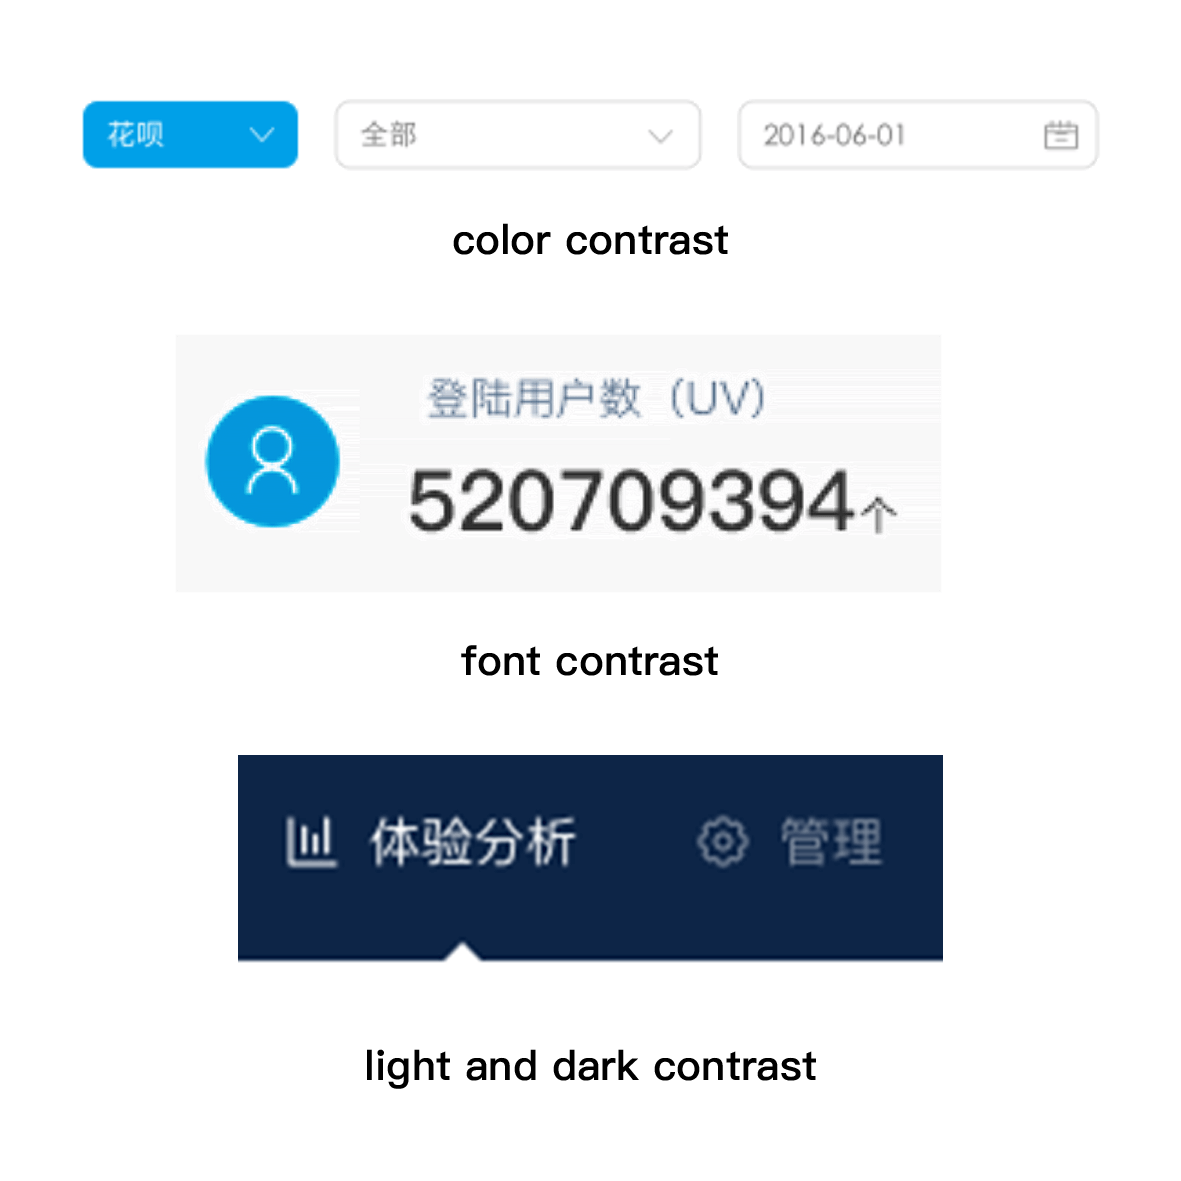 花呗 全部 2016-06-01
color contrast
登陆用户数（UV）
520709394↑
font contrast
体验分析 管理
light and dark contrast